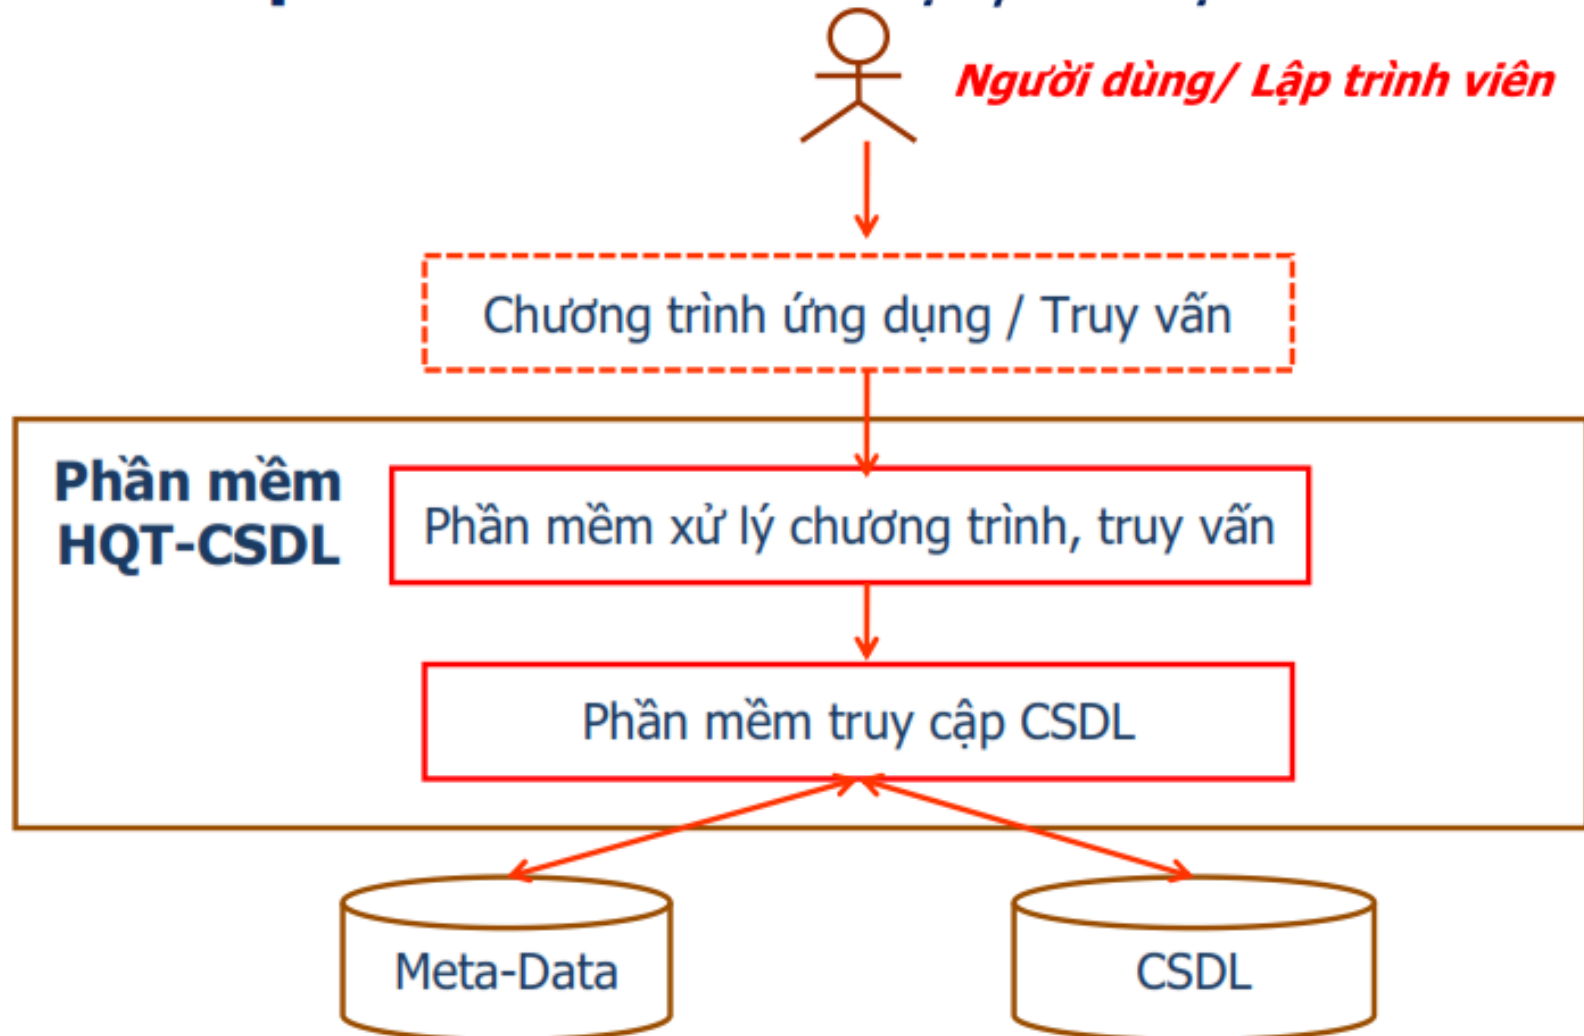 Người dùng/ Lập trình viên
Chương trình ứng dụng / Truy vấn
Phần mềm
HQT-CSDL
Phần mềm xử lý chương trình, truy vấn
Phần mềm truy cập CSDL
Meta-Data
CSDL